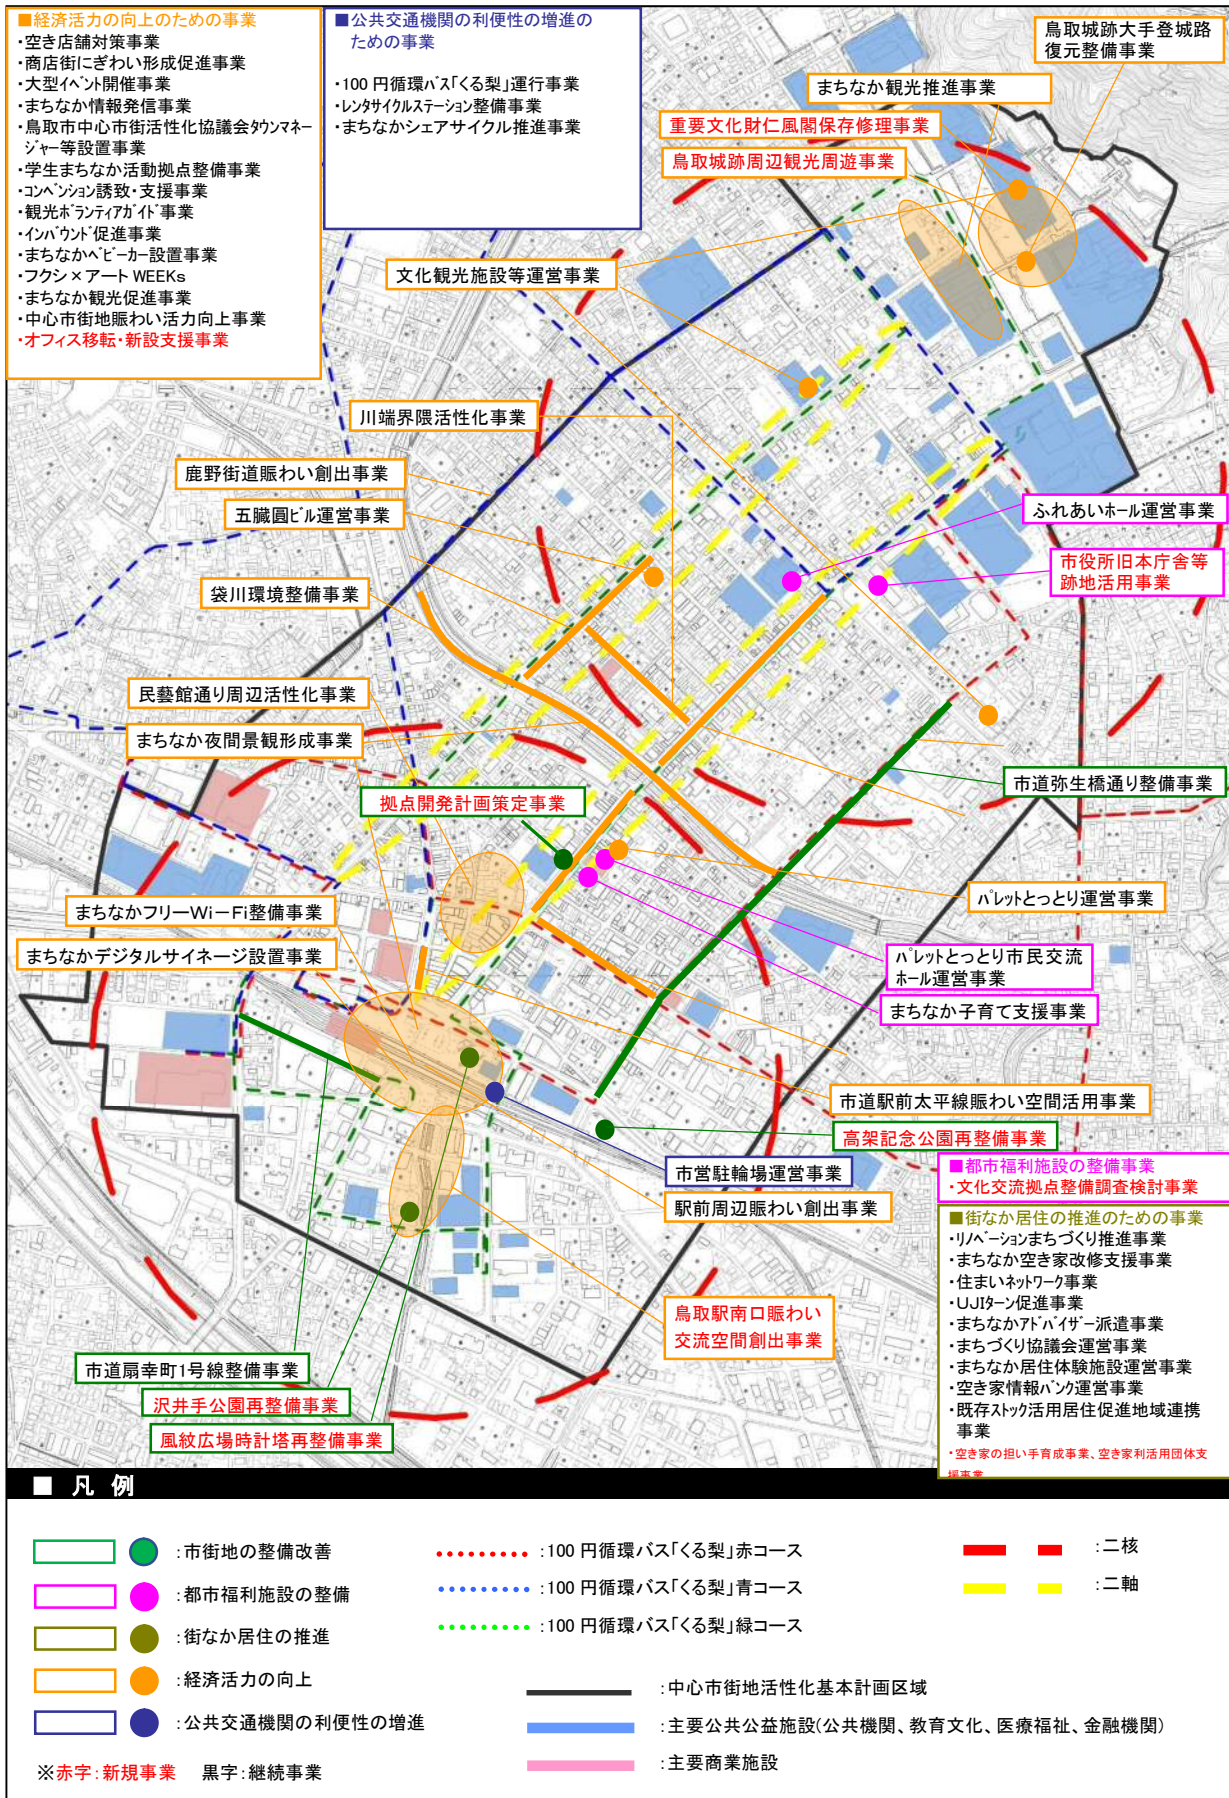 ■経済活力の向上のための事業
・空き店舗対策事業
・商店街にぎわい形成促進事業
・大型イベント開催事業
・まちなか情報発信事業
・鳥取市中心市街活性化協議会タウンマネー
ジャー等設置事業
・学生まちなか活動拠点整備事業
・コンベンション誘致・支援事業
・観光ボランティアガイド事業
・インバウンド促進事業
・まちなかベビーカー設置事業
・フクシ×アート WEEKs
・まちなか観光促進事業
・中心市街地賑わい活力向上事業
・オフィス移転・新設支援事業
■公共交通機関の利便性の増進の
ための事業
・100 円循環バス「くる梨」運行事業
・レンタサイクルステーション整備事業
・まちなかシェアサイクル推進事業
鳥取城跡大手登城路
復元整備事業
まちなか観光推進事業
重要文化財仁風閣保存修理事業
鳥取城跡周辺観光周遊事業
文化観光施設等運営事業
川端界隈活性化事業
鹿野街道賑わい創出事業
五臓圓ビル運営事業
ふれあいホール運営事業
市役所旧本庁舎等
跡地活用事業
袋川環境整備事業
民藝館通り周辺活性化事業
まちなか夜間景観形成事業
市道弥生橋通り整備事業
拠点開発計画策定事業
パレットとっとり運営事業
まちなかフリーWi-Fi整備事業
まちなかデジタルサイネージ設置事業
パレットとっとり市民交流
ホール運営事業
まちなか子育て支援事業
市道駅前太平線賑わい空間活用事業
高架記念公園再整備事業
市営駐輪場運営事業
駅前周辺賑わい創出事業
■都市福利施設の整備事業
・文化交流拠点整備調査検討事業
■街なか居住の推進のための事業
・リノベーションまちづくり推進事業
・まちなか空き家改修支援事業
・住まいネットワーク事業
・UJIターン促進事業
・まちなかアドバイザー派遣事業
・まちづくり協議会運営事業
・まちなか居住体験施設運営事業
・空き家情報バンク運営事業
・既存ストック活用居住促進地域連携
事業
・空き家の担い手育成事業、空き家利活用団体支
援事業
鳥取駅南口賑わい
交流空間創出事業
市道扇幸町1号線整備事業
沢井手公園再整備事業
風紋広場時計塔再整備事業
■ 凡 例
:市街地の整備改善
:都市福利施設の整備
:街なか居住の推進
:経済活力の向上
:公共交通機関の利便性の増進
※赤字:新規事業 黒字:継続事業
:100 円循環バス「くる梨」赤コース
:100 円循環バス「くる梨」青コース
:100 円循環バス「くる梨」緑コース
:二核
:二軸
:中心市街地活性化基本計画区域
:主要公共公益施設(公共機関、教育文化、医療福祉、金融機関)
:主要商業施設